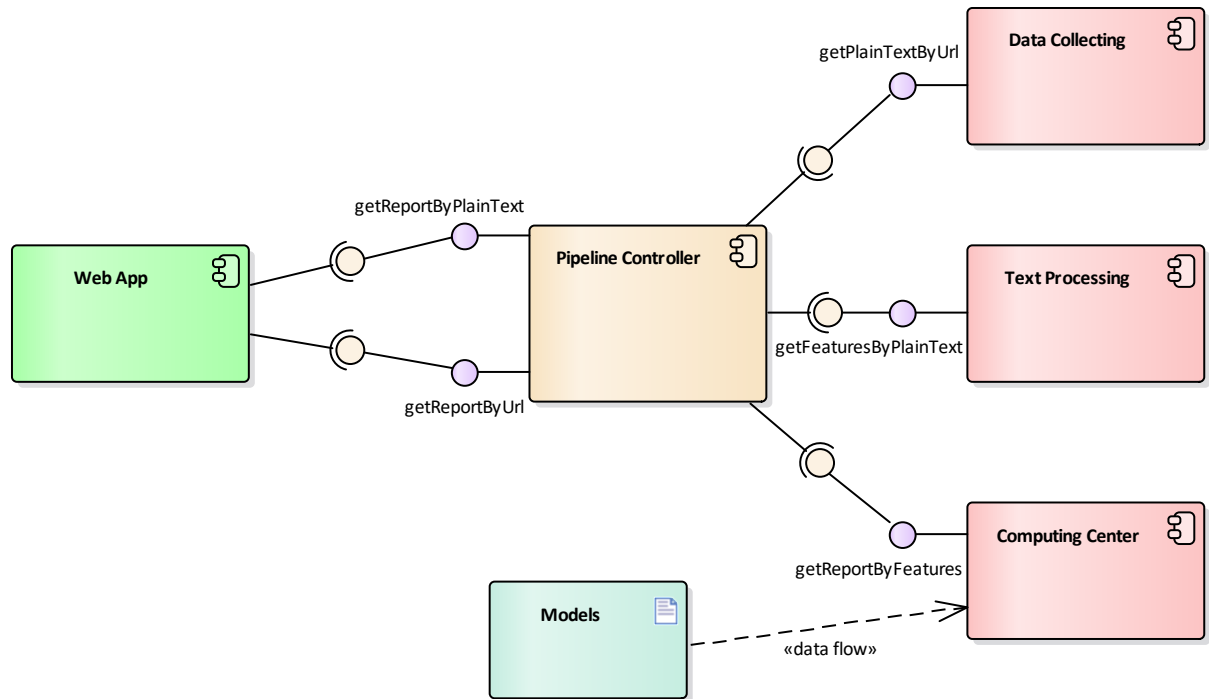 Data Collecting
getPlainTextByUrl
getReportByPlainText
Web App
Pipeline Controller
Text Processing
getFeaturesByPlainText
getReportByUrl
Computing Center
getReportByFeatures
Models
«data flow»